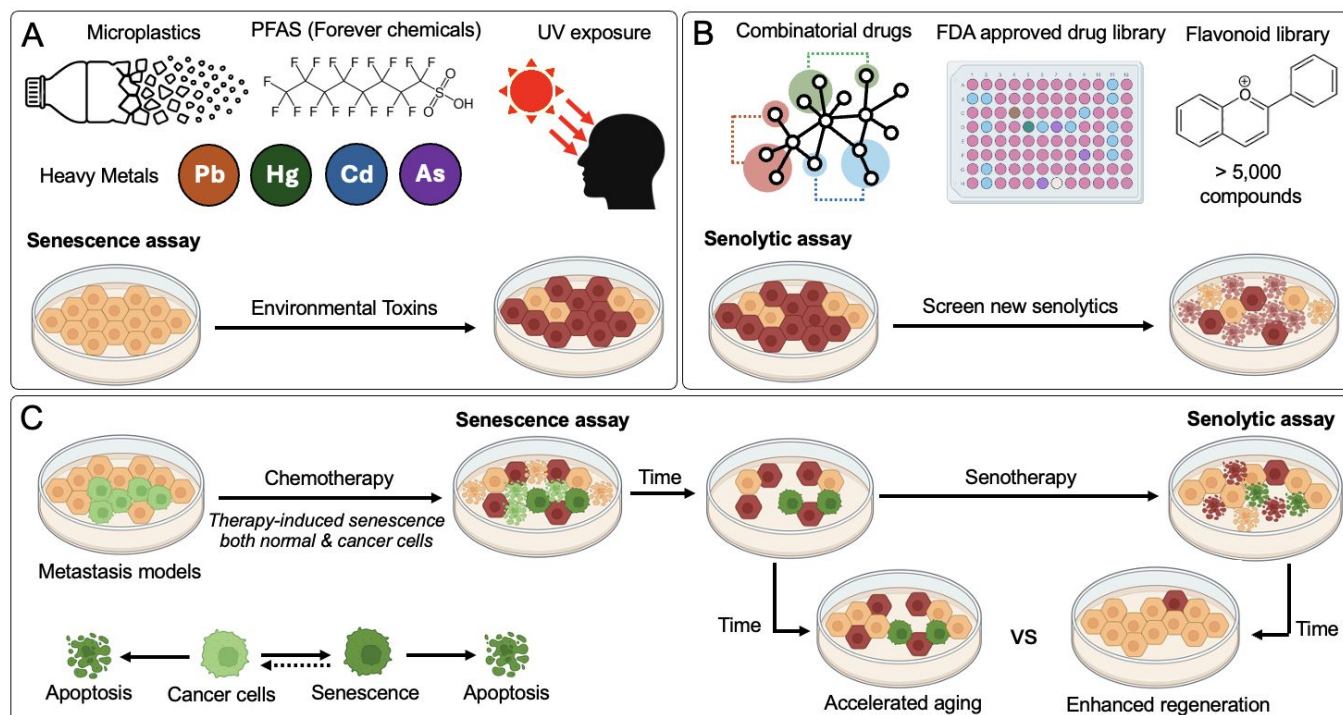 A
Microplastics
PFAS (Forever chemicals)
UV exposure
F F F F F F F F O
F
S
OH
F F F F F F F F O
Heavy Metals
Pb
Hg
Cd
As
Senescence assay
Environmental Toxins
B
Combinatorial drugs
FDA approved drug library
Flavonoid library
O
+
> 5,000
compounds
Senolytic assay
Screen new senolytics
C
Metastasis models
Chemotherapy
Therapy-induced senescence
both normal & cancer cells
Senescence assay
Time
Senotherapy
Senolytic assay
Time
Accelerated aging
VS
Time
Enhanced regeneration
Apoptosis
Cancer cells
Senescence
Apoptosis